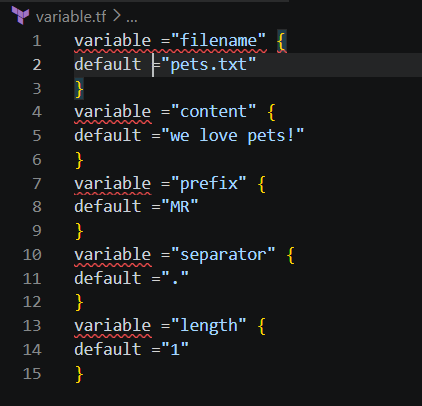 variable.tf > ...
1 variable ="filename" {
2 default ="pets.txt"
3 }
4 variable ="content" {
5 default ="we love pets!"
6 }
7 variable ="prefix" {
8 default ="MR"
9 }
10 variable ="separator" {
11 default ="."
12 }
13 variable ="length" {
14 default ="1"
15 }